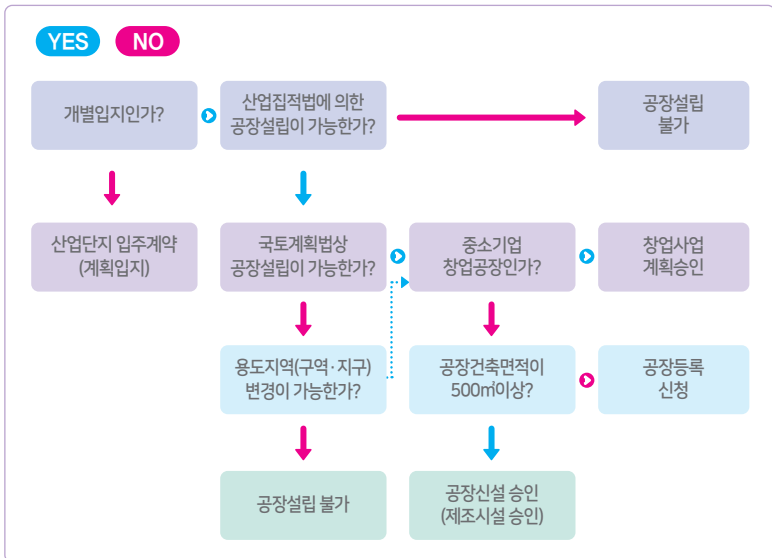 YES NO
개별입지인가?
산업집적법에 의한
공장설립이 가능한가?
공장설립
불가
산업단지 입주계약
(계획입지)
국토계획법상
공장설립이 가능한가?
중소기업
창업공장인가?
창업사업
계획승인
용도지역(구역·지구)
변경이 가능한가?
공장건축면적이
500㎡이상?
공장등록
신청
공장설립 불가
공장신설 승인
(제조시설 승인)